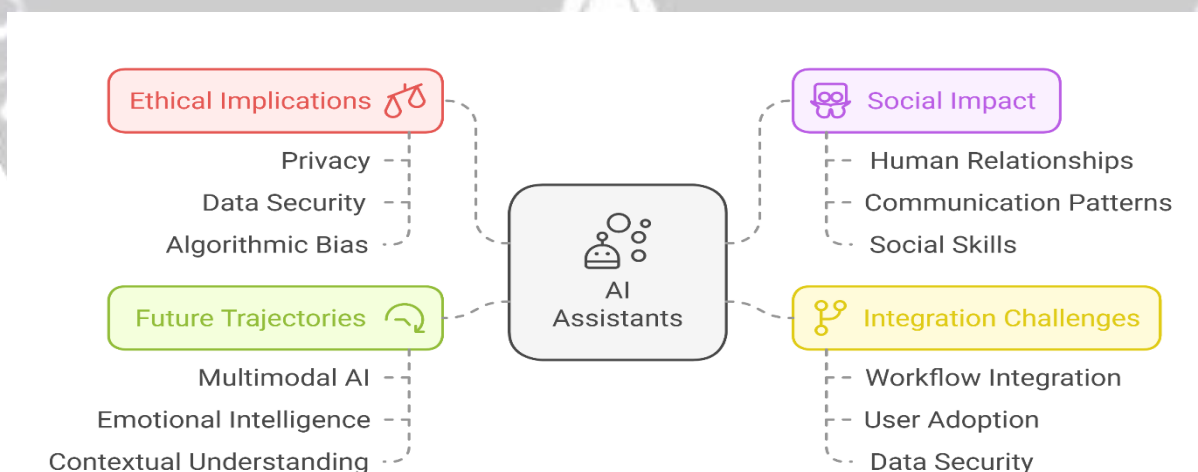 Ethical Implications
Privacy
Data Security
Algorithmic Bias
Future Trajectories
Multimodal AI
Emotional Intelligence
Contextual Understanding
AI
Assistants
Social Impact
Human Relationships
Communication Patterns
Social Skills
Integration Challenges
Workflow Integration
User Adoption
Data Security